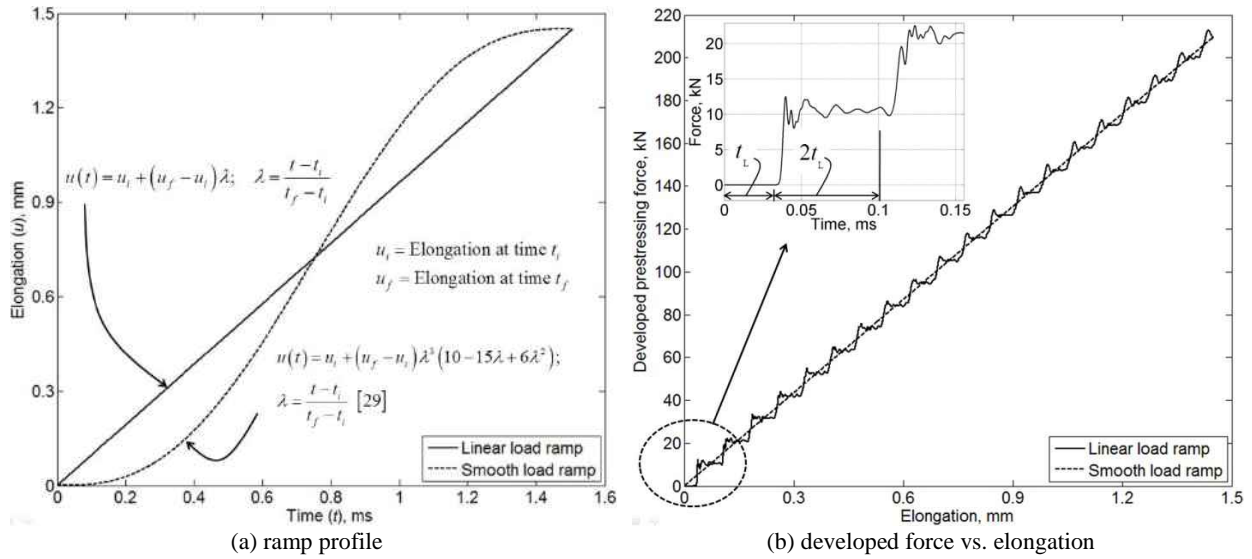 1.5
1.2
0.9
0.6
0.3
0
Elongation (u), mm
u(t) = u_i + (u_f − u_i)λ; λ = (t − t_i)/(t_f − t_i)
u_i = Elongation at time t_i
u_f = Elongation at time t_f
u(t) = u_i + (u_f − u_i)λ³(10 − 15λ + 6λ²);
λ = (t − t_i)/(t_f − t_i) [29]
Linear load ramp
Smooth load ramp
0 0.2 0.4 0.6 0.8 1 1.2 1.4 1.6
Time (t), ms
(a) ramp profile
220
200
180
160
140
120
100
80
60
40
20
0
Developed prestressing force, kN
20
15
10
5
0
Force, kN
t_L 2t_L
0 0.05 0.1 0.15
Time, ms
Linear load ramp
Smooth load ramp
0 0.3 0.6 0.9 1.2 1.5
Elongation, mm
(b) developed force vs. elongation